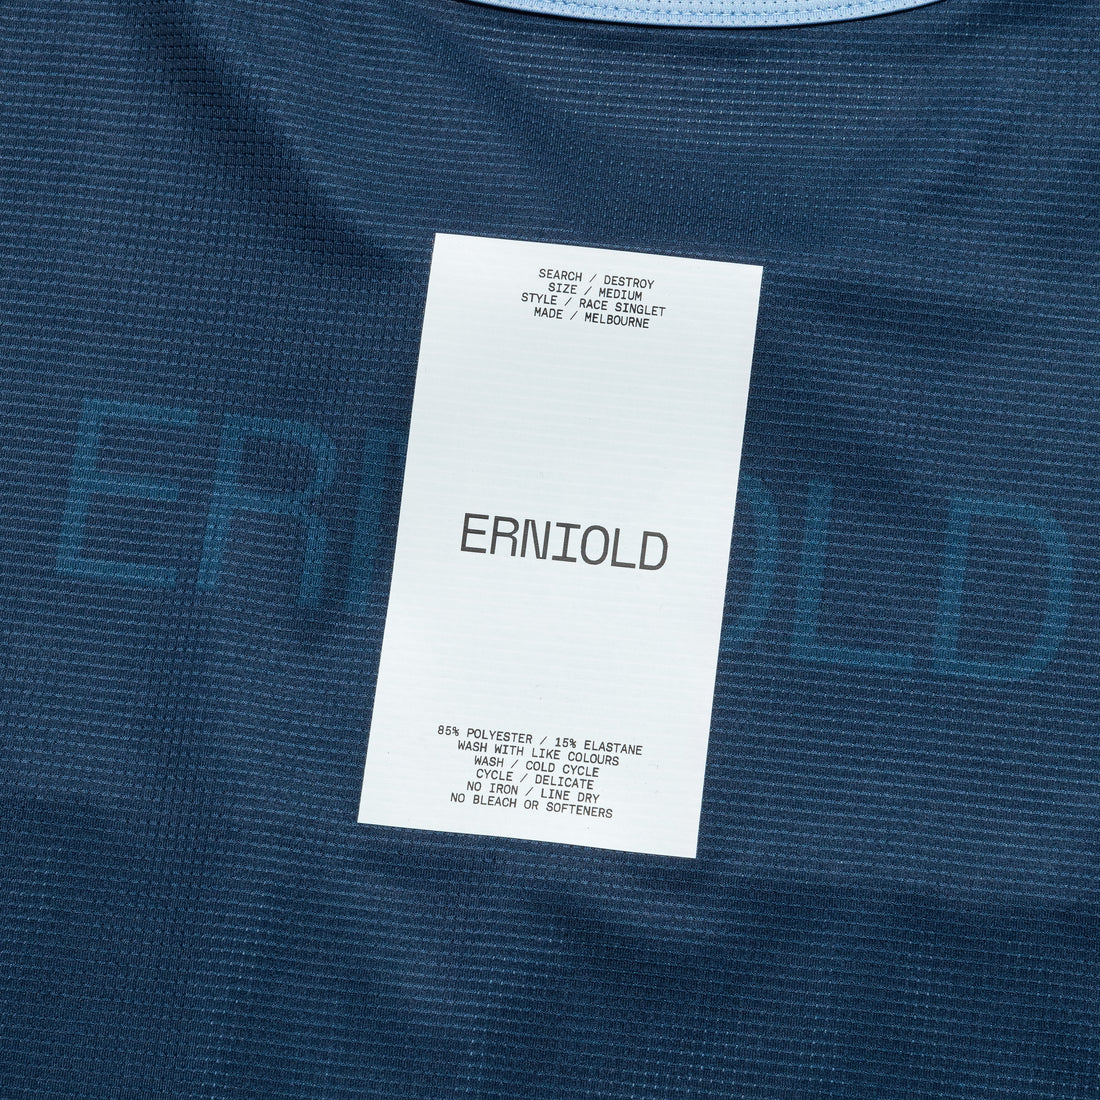 SEARCH / DESTROY
SIZE / MEDIUM
STYLE / RACE SINGLET
MADE / MELBOURNE
ERNIOLD
ERNIOLD
85% POLYESTER / 15% ELASTANE
WASH WITH LIKE COLOURS
WASH / COLD CYCLE
CYCLE / DELICATE
NO IRON / LINE DRY
NO BLEACH OR SOFTENERS